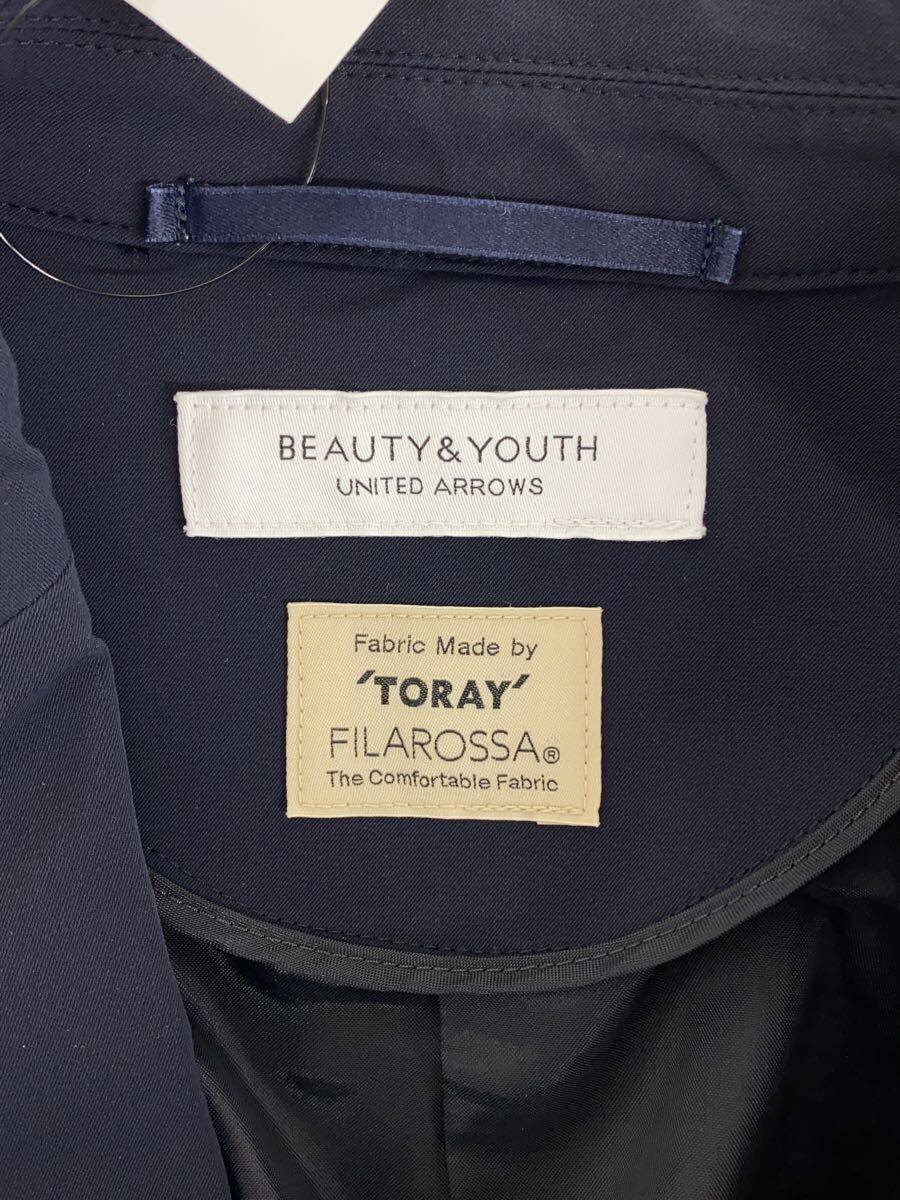 BEAUTY&YOUTH
UNITED ARROWS
Fabric Made by
'TORAY'
FILAROSSA®
The Comfortable Fabric